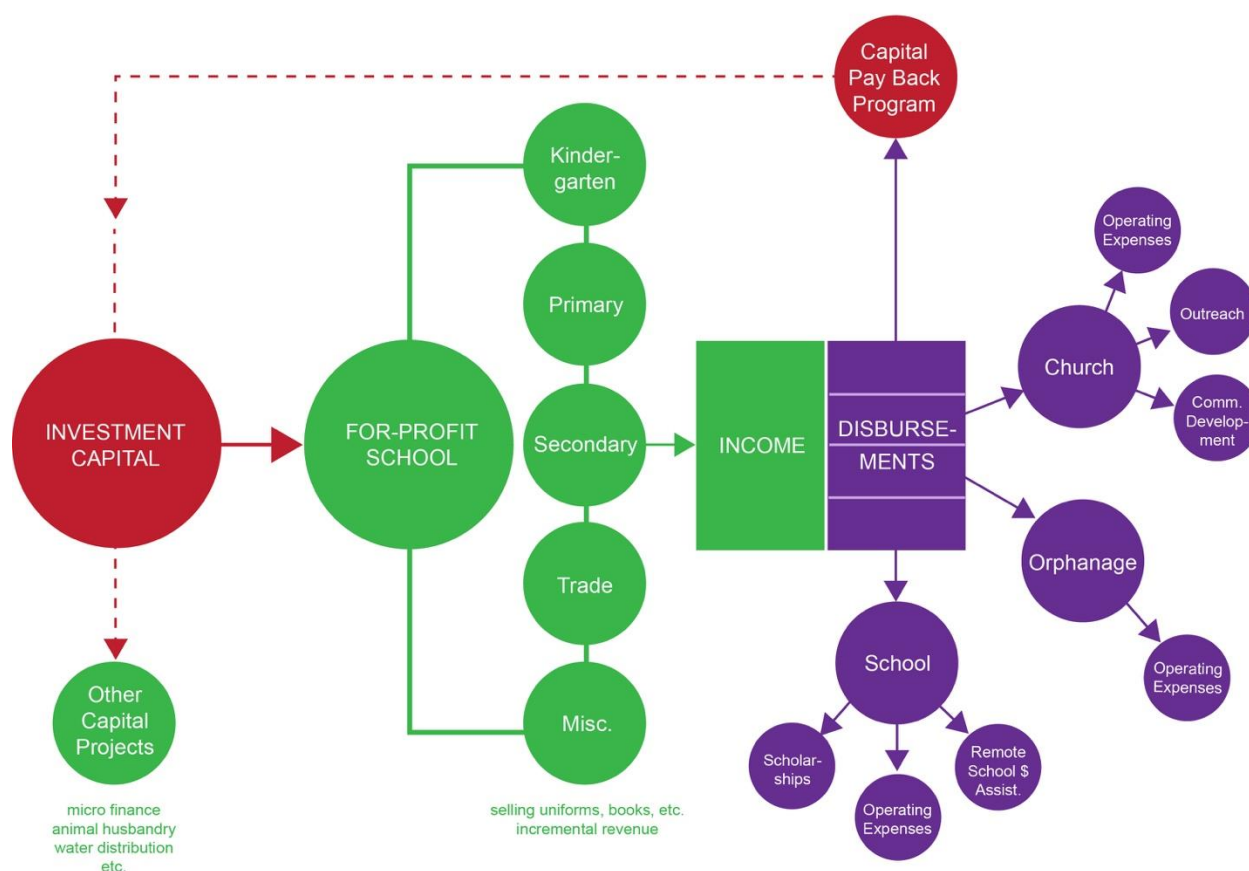 Capital
Pay Back
Program
Kinder-
garten
Primary
Secondary
Trade
Misc.
selling uniforms, books, etc.
incremental revenue
INVESTMENT
CAPITAL
FOR-PROFIT
SCHOOL
INCOME
DISBURSE-
MENTS
Other
Capital
Projects
micro finance
animal husbandry
water distribution
etc.
Church
Operating
Expenses
Outreach
Comm.
Develop-
ment
Orphanage
Operating
Expenses
School
Scholar-
ships
Operating
Expenses
Remote
School $
Assist.